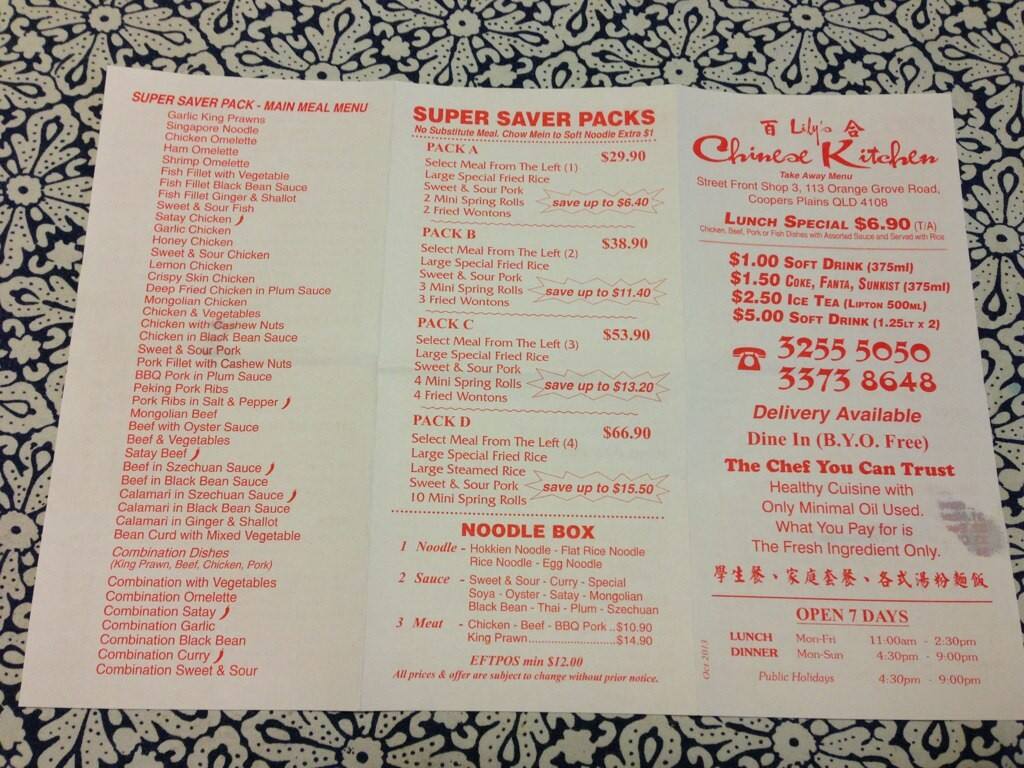 SUPER SAVER PACK - MAIN MEAL MENU
Garlic King Prawns
Singapore Noodle
Chicken Omelette
Ham Omelette
Shrimp Omelette
Fish Fillet with Vegetable
Fish Fillet Black Bean Sauce
Fish Fillet Ginger & Shallot
Sweet & Sour Fish
Satay Chicken
Garlic Chicken
Honey Chicken
Sweet & Sour Chicken
Lemon Chicken
Crispy Skin Chicken
Deep Fried Chicken in Plum Sauce
Mongolian Chicken
Chicken & Vegetables
Chicken with Cashew Nuts
Chicken in Black Bean Sauce
Sweet & Sour Pork
Pork Fillet with Cashew Nuts
BBQ Pork in Plum Sauce
Peking Pork Ribs
Pork Ribs in Salt & Pepper
Mongolian Beef
Beef with Oyster Sauce
Beef & Vegetables
Satay Beef
Beef in Szechuan Sauce
Beef in Black Bean Sauce
Calamari in Szechuan Sauce
Calamari in Black Bean Sauce
Calamari in Ginger & Shallot
Bean Curd with Mixed Vegetable
Combination Dishes
(King Prawn, Beef, Chicken, Pork)
Combination with Vegetables
Combination Omelette
Combination Satay
Combination Garlic
Combination Black Bean
Combination Curry
Combination Sweet & Sour
SUPER SAVER PACKS
No Substitute Meal. Chow Mein to Soft Noodle Extra $1
PACK A $29.90
Select Meal From The Left (1)
Large Special Fried Rice
Sweet & Sour Pork
2 Mini Spring Rolls
2 Fried Wontons
save up to $6.40
PACK B $38.90
Select Meal From The Left (2)
Large Special Fried Rice
Sweet & Sour Pork
3 Mini Spring Rolls
3 Fried Wontons
save up to $11.40
PACK C $53.90
Select Meal From The Left (3)
Large Special Fried Rice
Sweet & Sour Pork
4 Mini Spring Rolls
4 Fried Wontons
save up to $13.20
PACK D $66.90
Select Meal From The Left (4)
Large Special Fried Rice
Large Steamed Rice
Sweet & Sour Pork
10 Mini Spring Rolls
save up to $15.50
NOODLE BOX
1 Noodle - Hokkien Noodle - Flat Rice Noodle
Rice Noodle - Egg Noodle
2 Sauce - Sweet & Sour - Curry - Special
Soya - Oyster - Satay - Mongolian
Black Bean - Thai - Plum - Szechuan
3 Meat - Chicken - Beef - BBQ Pork ..$10.90
King Prawn......................$14.90
EFTPOS min $12.00
All prices & offer are subject to change without prior notice.
百 Lily's 合
Chinese Kitchen
Take Away Menu
Street Front Shop 3, 113 Orange Grove Road,
Coopers Plains QLD 4108
LUNCH SPECIAL $6.90 (T/A)
Chicken, Beef, Pork or Fish Dishes with Assorted Sauce and Served with Rice
$1.00 SOFT DRINK (375ml)
$1.50 COKE, FANTA, SUNKIST (375ml)
$2.50 ICE TEA (LIPTON 500ML)
$5.00 SOFT DRINK (1.25LT x 2)
3255 5050
3373 8648
Delivery Available
Dine In (B.Y.O. Free)
The Chef You Can Trust
Healthy Cuisine with
Only Minimal Oil Used.
What You Pay for is
The Fresh Ingredient Only.
學生餐、家庭套餐、各式湯粉麵飯
OPEN 7 DAYS
LUNCH Mon-Fri 11:00am - 2:30pm
DINNER Mon-Sun 4:30pm - 9:00pm
Public Holidays 4:30pm - 9:00pm
Oct 2013